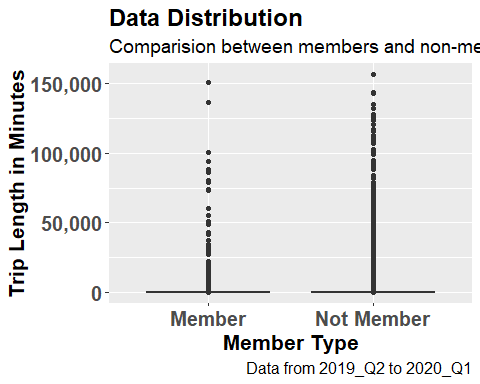 Data Distribution
Comparision between members and non-me
Trip Length in Minutes
150,000
100,000
50,000
0
Member
Not Member
Member Type
Data from 2019_Q2 to 2020_Q1